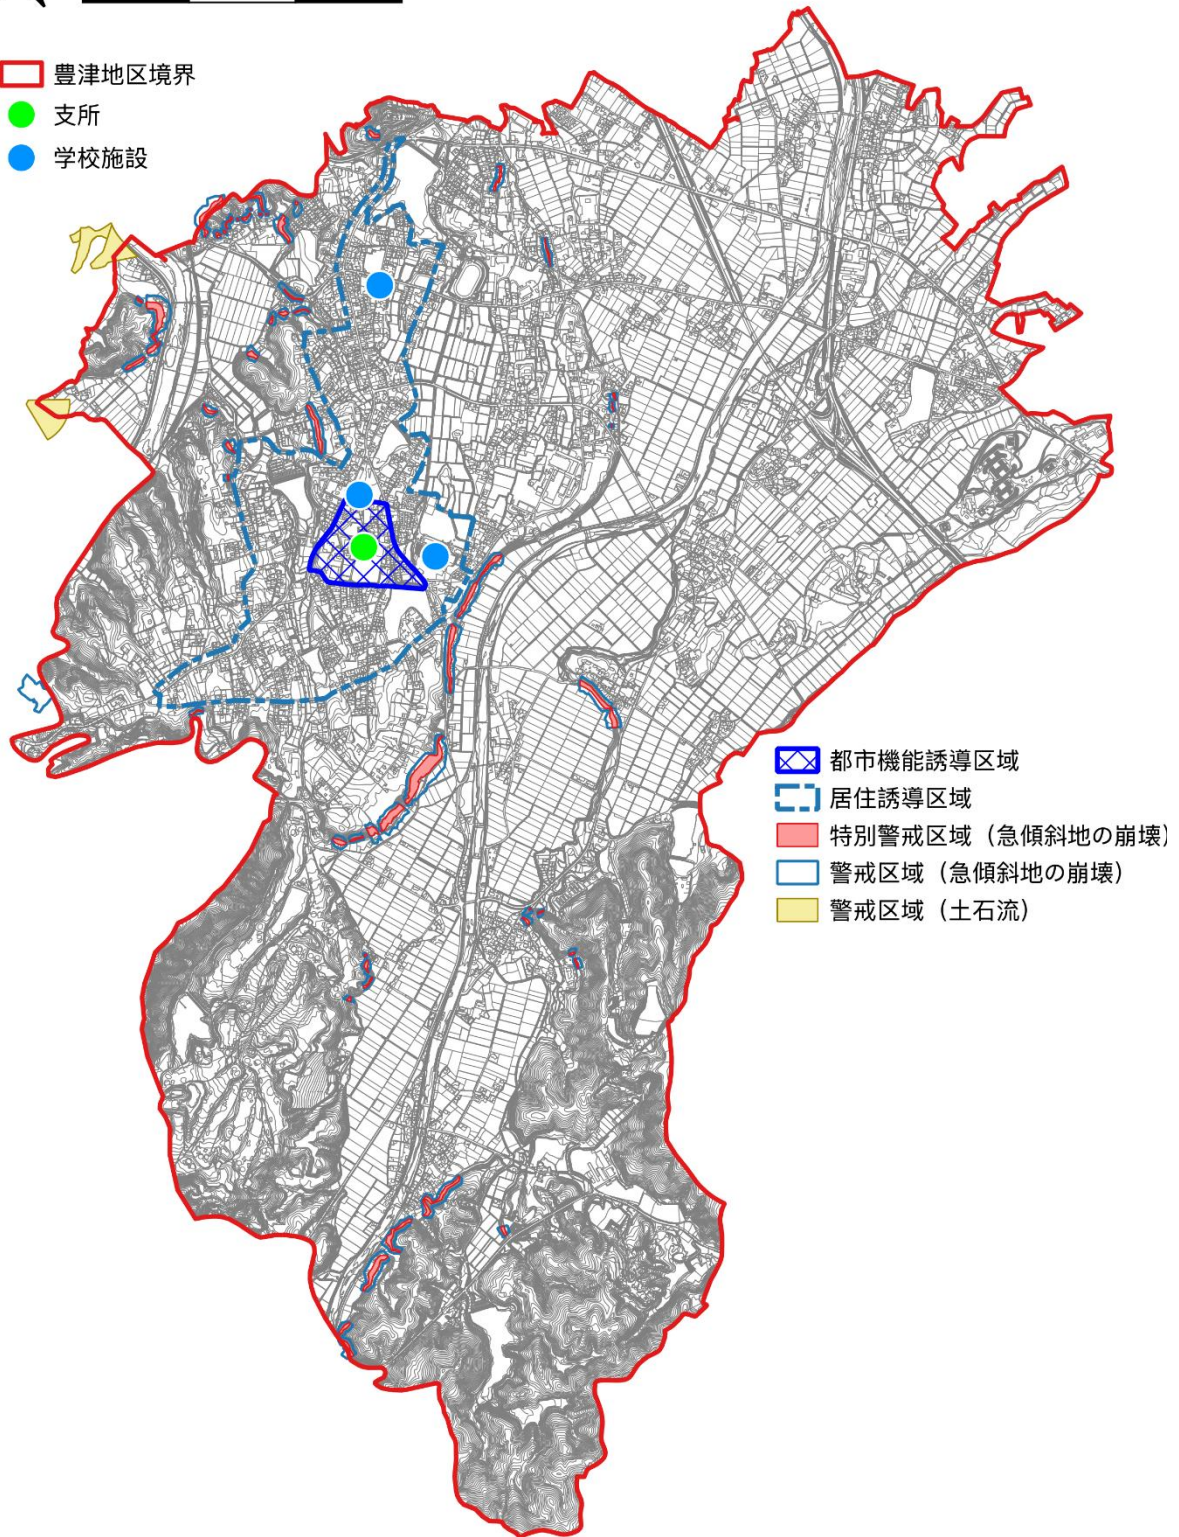 豊津地区境界
支所
学校施設
都市機能誘導区域
居住誘導区域
特別警戒区域（急傾斜地の崩壊）
警戒区域（急傾斜地の崩壊）
警戒区域（土石流）